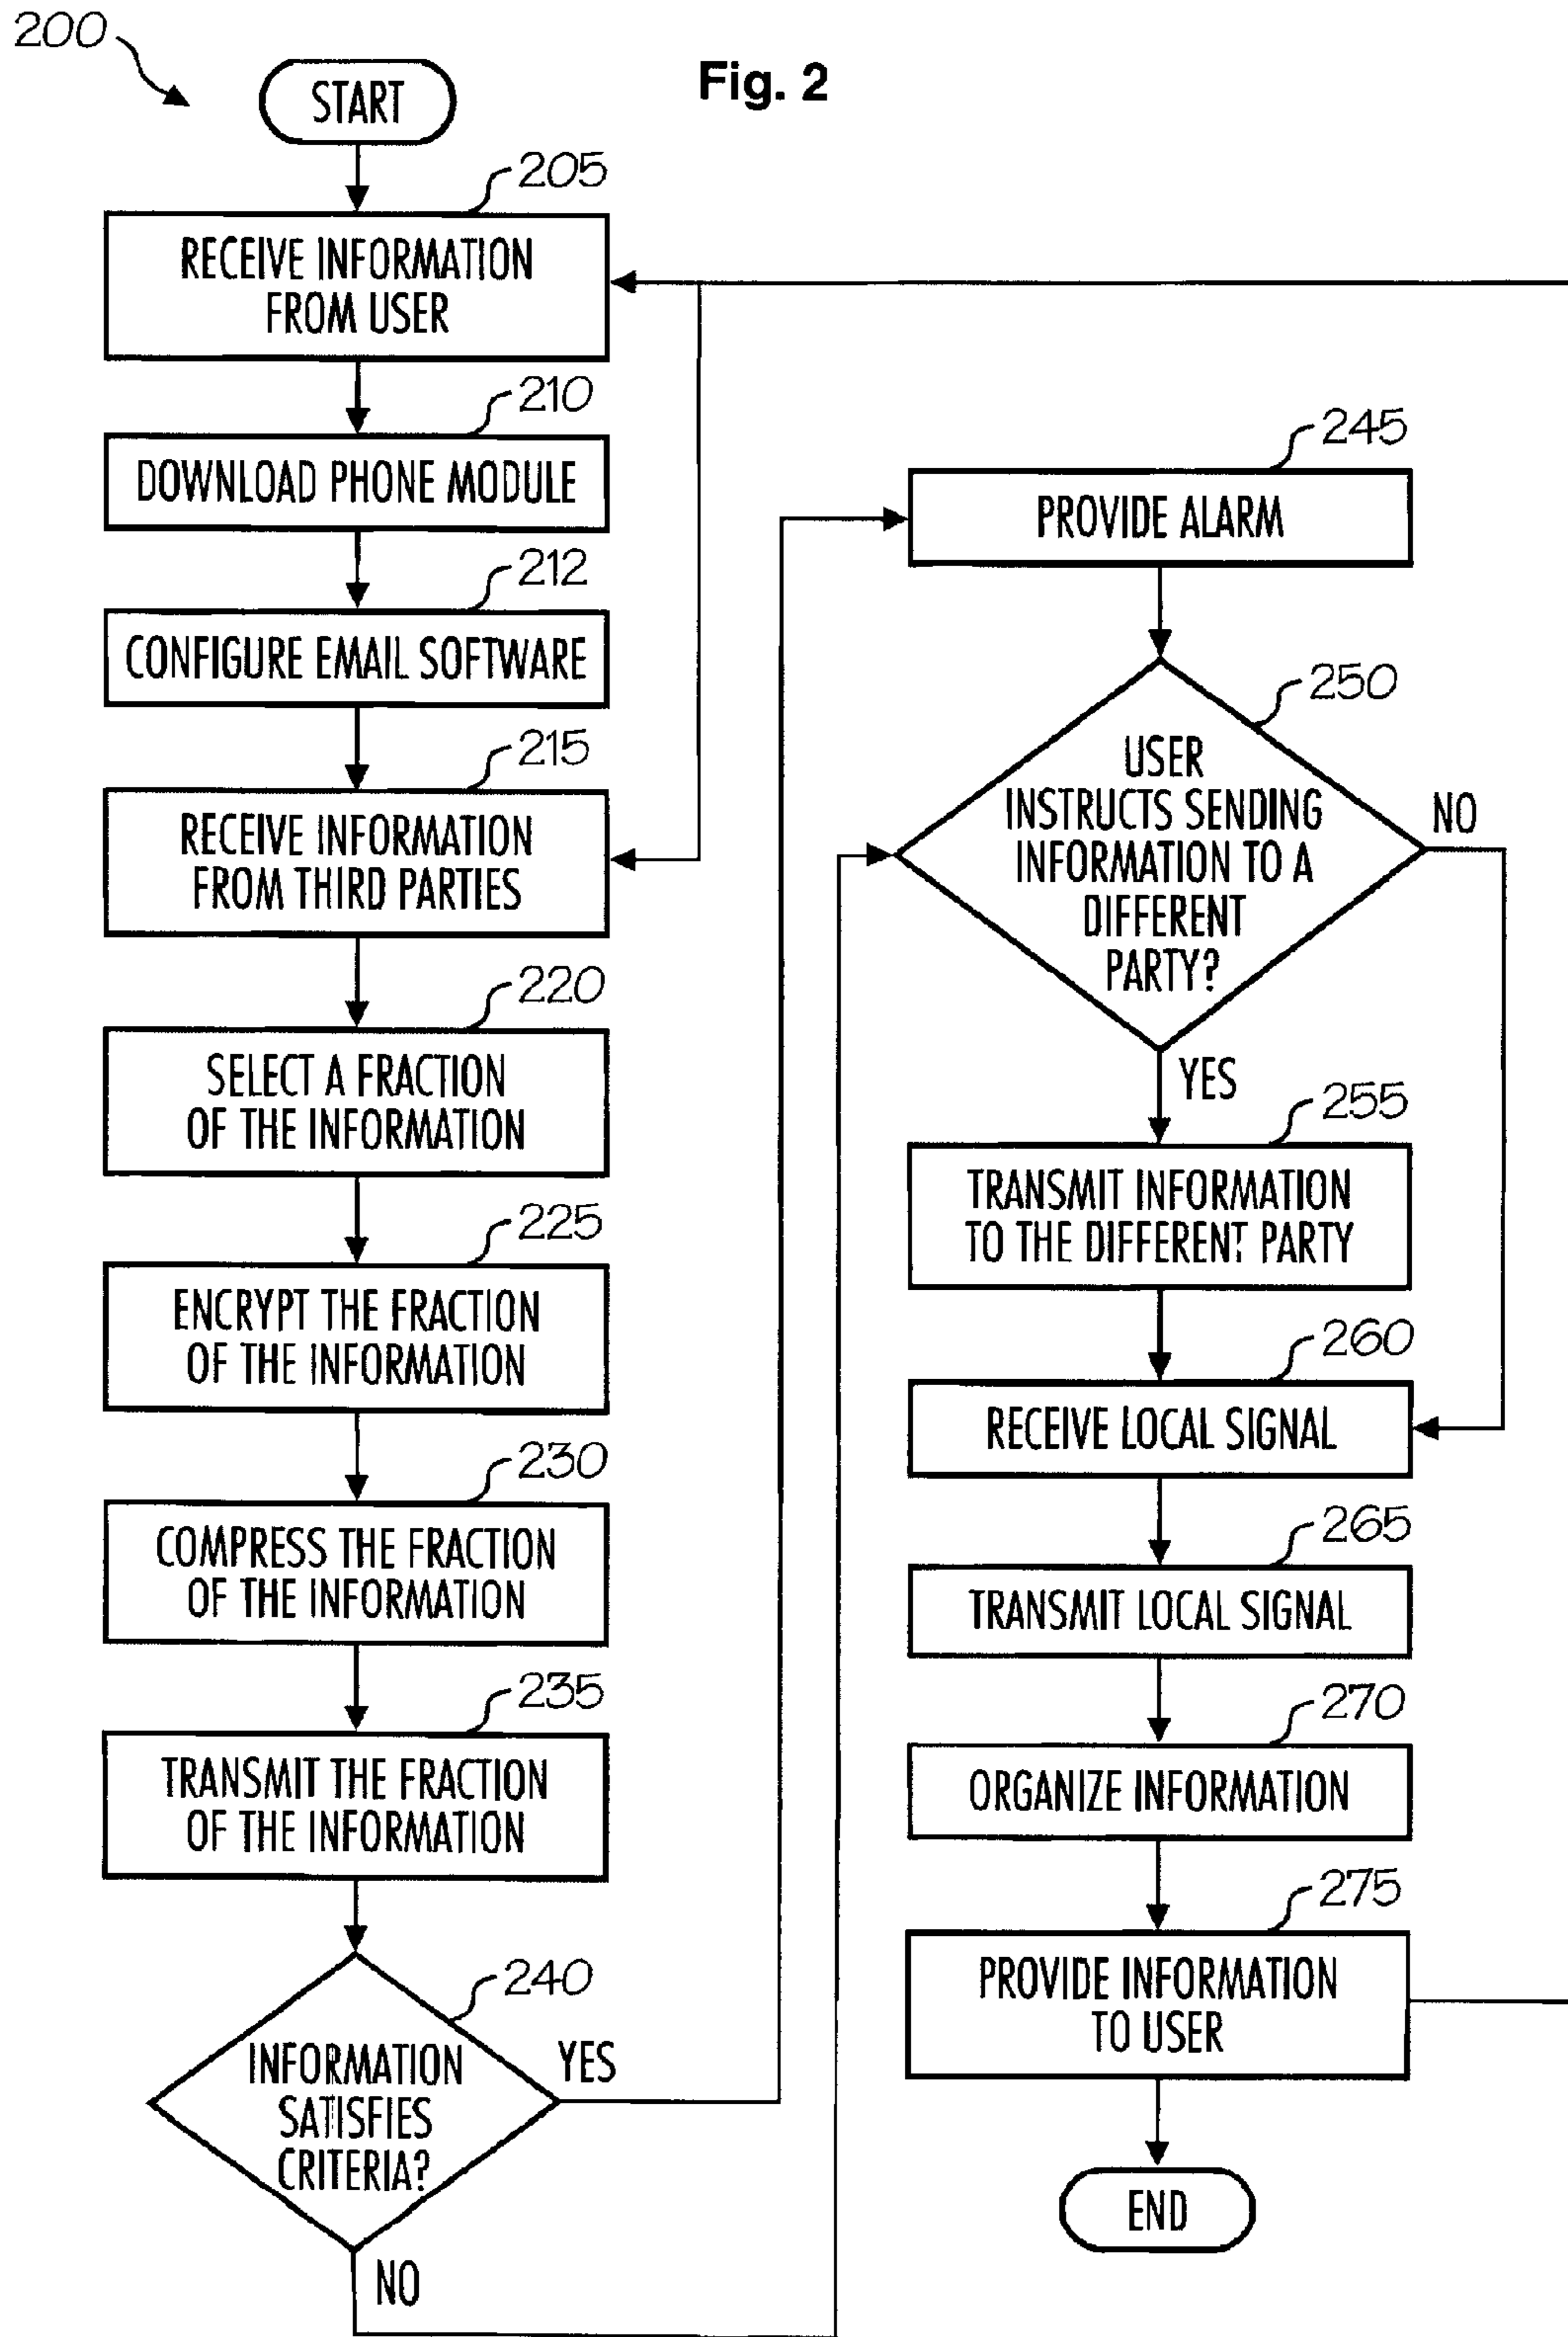 200
START
Fig. 2
205
RECEIVE INFORMATION
FROM USER
210
DOWNLOAD PHONE MODULE
212
CONFIGURE EMAIL SOFTWARE
215
RECEIVE INFORMATION
FROM THIRD PARTIES
220
SELECT A FRACTION
OF THE INFORMATION
225
ENCRYPT THE FRACTION
OF THE INFORMATION
230
COMPRESS THE FRACTION
OF THE INFORMATION
235
TRANSMIT THE FRACTION
OF THE INFORMATION
240
INFORMATION
SATISFIES
CRITERIA?
YES
NO
245
PROVIDE ALARM
250
USER
INSTRUCTS SENDING
INFORMATION TO A
DIFFERENT
PARTY?
NO
YES
255
TRANSMIT INFORMATION
TO THE DIFFERENT PARTY
260
RECEIVE LOCAL SIGNAL
265
TRANSMIT LOCAL SIGNAL
270
ORGANIZE INFORMATION
275
PROVIDE INFORMATION
TO USER
END